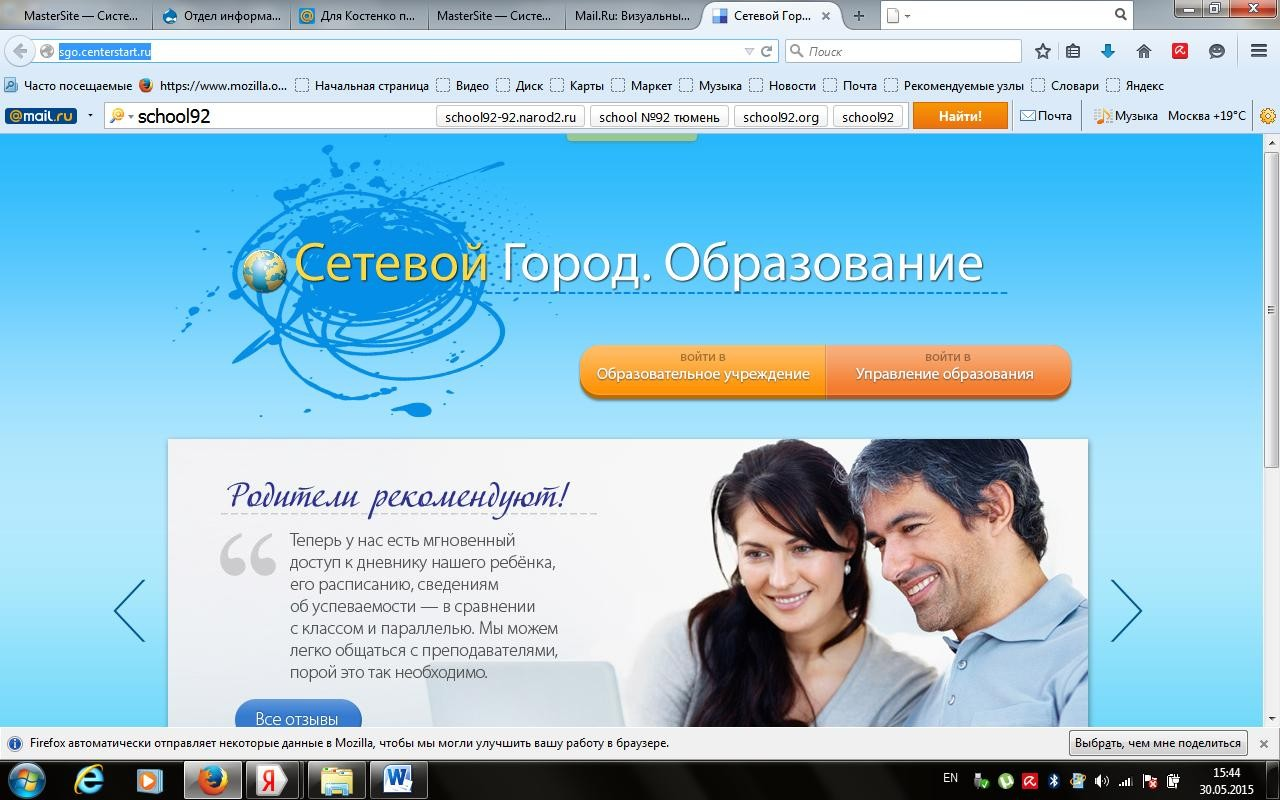 MasterSite — Систе...
Отдел информа...
Для Костенко п...
MasterSite — Систе...
Mail.Ru: Визуальны...
Сетевой Гор...
sgo.centerstart.ru
Поиск
Часто посещаемые
https://www.mozilla.o...
Начальная страница
Видео
Диск
Карты
Маркет
Музыка
Новости
Почта
Рекомендуемые узлы
Словари
Яндекс
@mail.ru
school92
school92-92.narod2.ru
school №92 тюмень
school92.org
school92
Найти!
Почта
Музыка
Москва +19°C
Сетевой Город. Образование
войти в
Образовательное учреждение
войти в
Управление образования
Родители рекомендуют!
Теперь у нас есть мгновенный
доступ к дневнику нашего ребёнка,
его расписанию, сведениям
об успеваемости — в сравнении
с классом и параллелью. Мы можем
легко общаться с преподавателями,
порой это так необходимо.
Все отзывы
Firefox автоматически отправляет некоторые данные в Mozilla, чтобы мы могли улучшить вашу работу в браузере.
Выбрать, чем мне поделиться
EN
15:44
30.05.2015